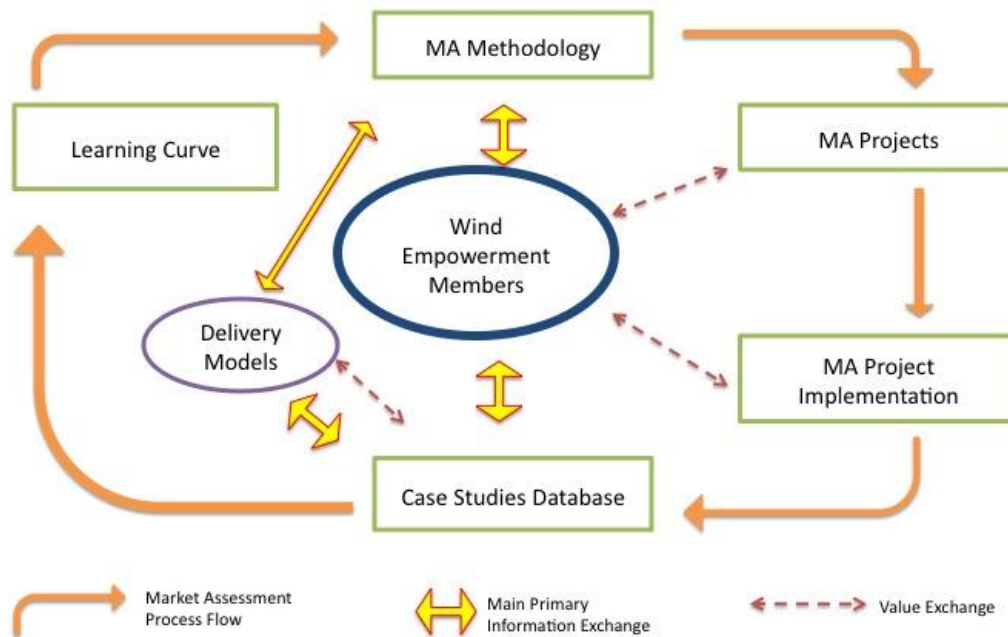 MA Methodology
Learning Curve
MA Projects
Wind
Empowerment
Members
Delivery
Models
MA Project
Implementation
Case Studies Database
Market Assessment
Process Flow
Main Primary
Information Exchange
Value Exchange